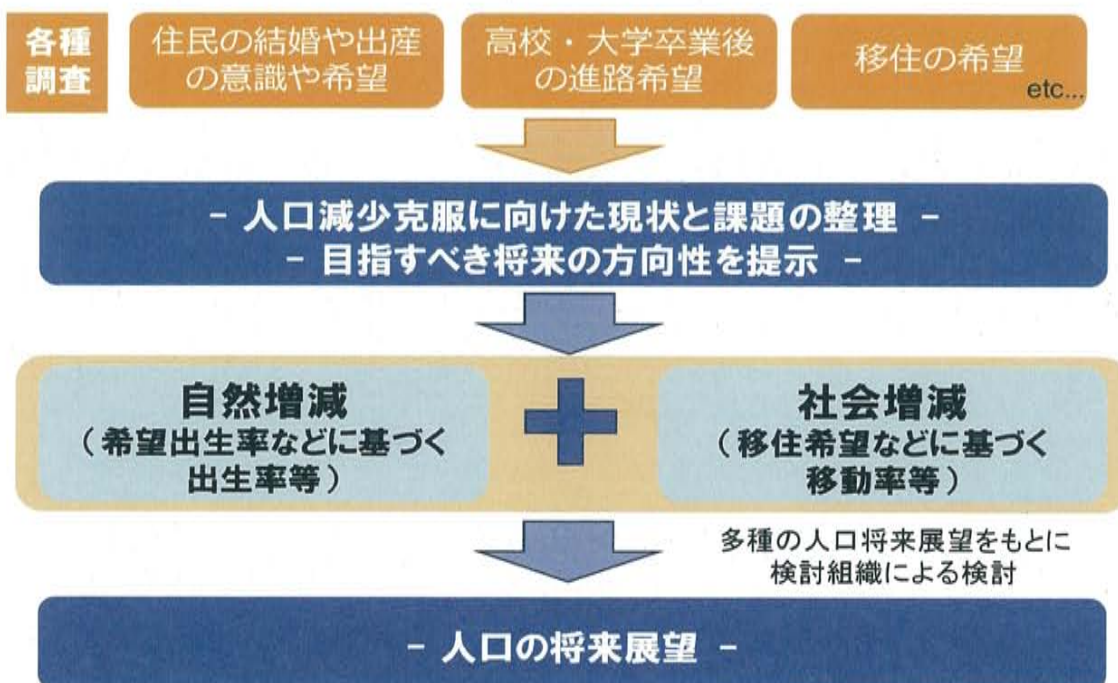 各種
調査
住民の結婚や出産
の意識や希望
高校・大学卒業後
の進路希望
移住の希望
etc...
- 人口減少克服に向けた現状と課題の整理 -
- 目指すべき将来の方向性を提示 -
自然増減
（希望出生率などに基づく
出生率等）
社会増減
（移住希望などに基づく
移動率等）
多種の人口将来展望をもとに
検討組織による検討
- 人口の将来展望 -